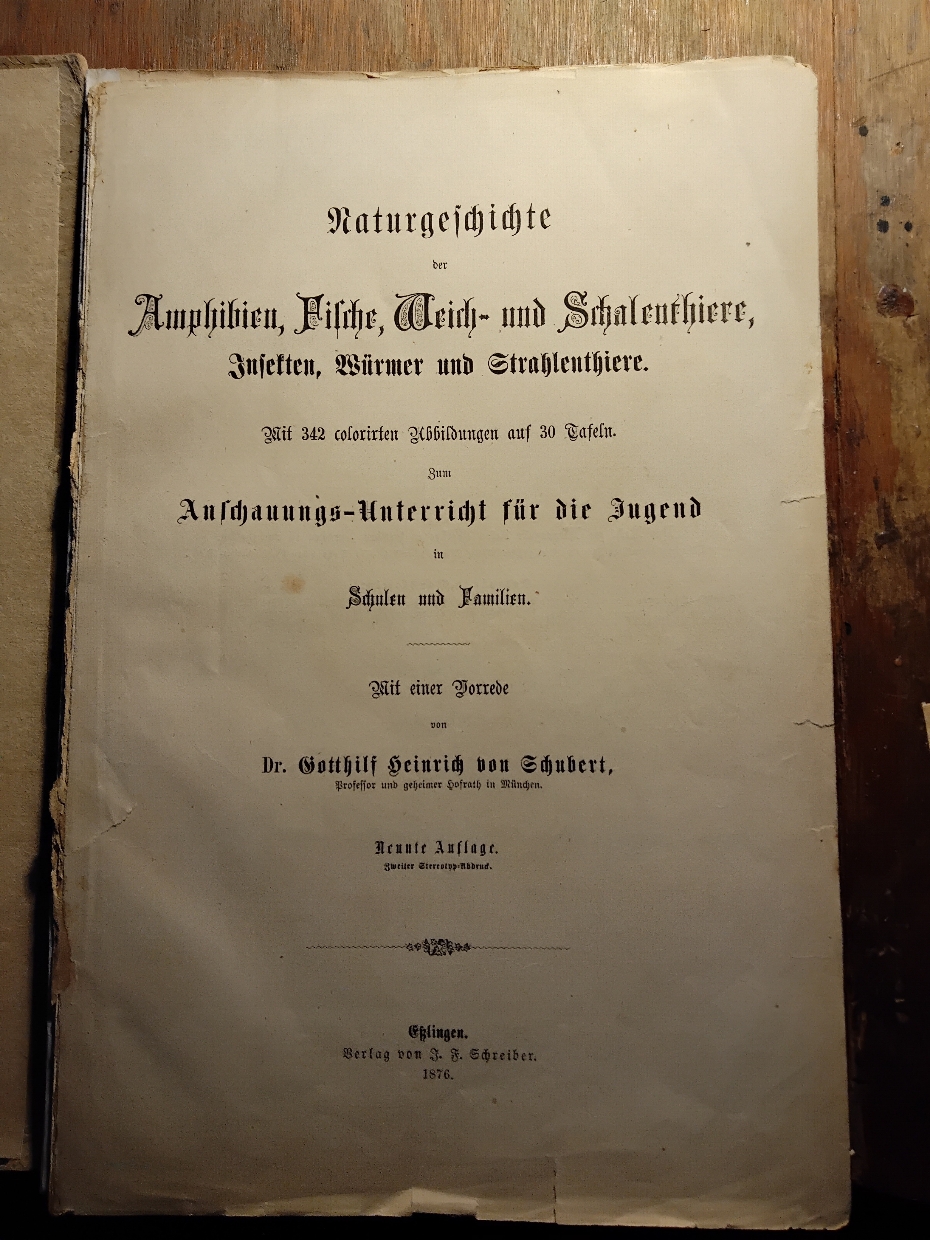 Naturgeschichte
der
Amphibien, Fische, Weich- und Schalenthiere,
Insekten, Würmer und Strahlenthiere.
Mit 342 colorirten Abbildungen auf 30 Tafeln.
Zum
Anschauungs-Unterricht für die Jugend
in
Schulen und Familien.
Mit einer Vorrede
von
Dr. Gotthilf Heinrich von Schubert,
Professor und geheimer Hofrath in München.
Neunte Auflage.
Zweiter Stereotyp-Abdruck.
Eßlingen.
Verlag von J. F. Schreiber.
1876.